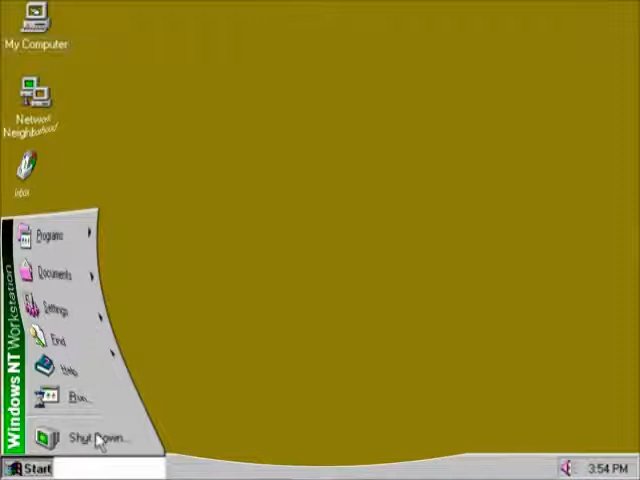 My Computer
Network
Neighborhood
Inbox
Programs
Documents
Settings
Find
Help
Run...
Shut Down...
Windows NT Workstation
Start
3:54 PM